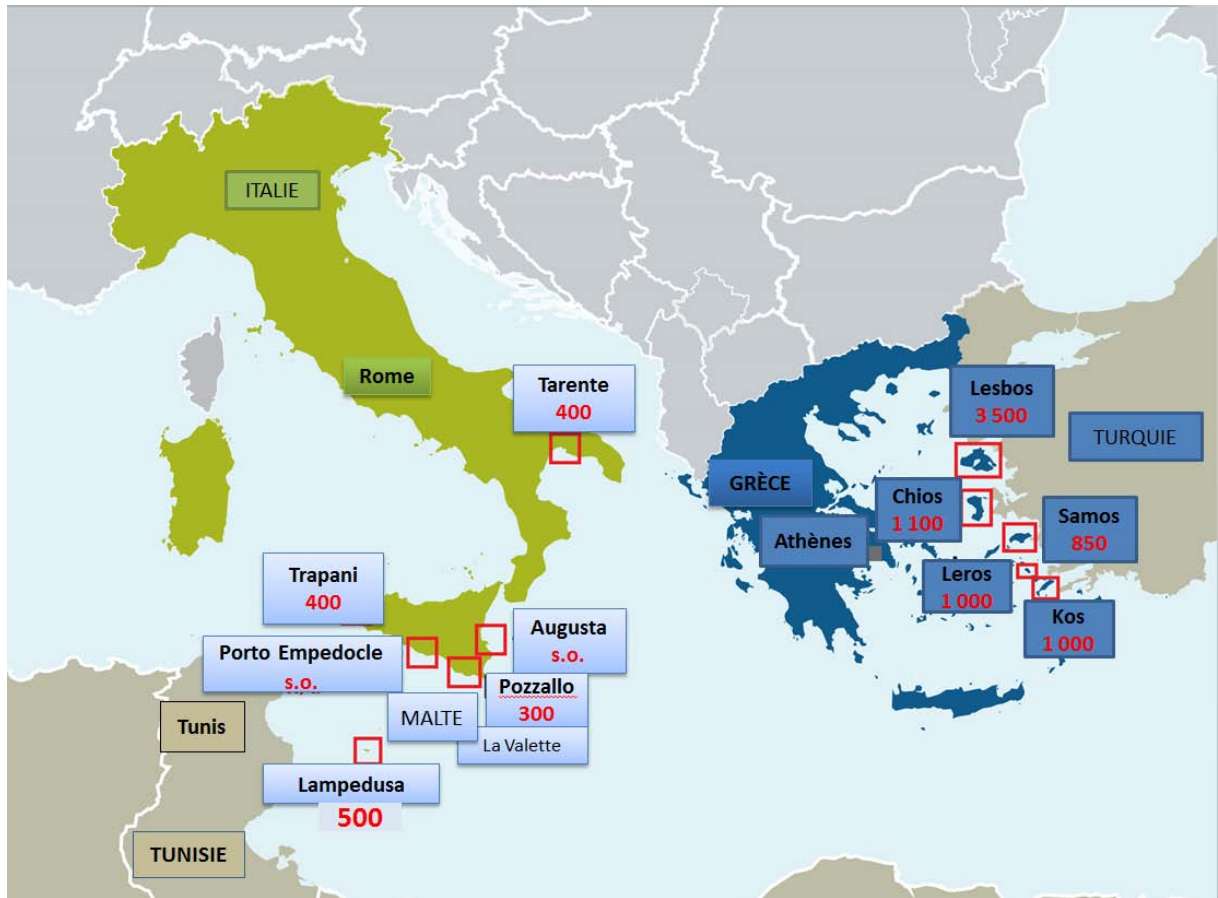 ITALIE
Rome
Tarente
400
Lesbos
3 500
TURQUIE
GRÈCE
Chios
1 100
Samos
850
Athènes
Leros
1 000
Kos
1 000
Trapani
400
Augusta
s.o.
Porto Empedocle
s.o.
Pozzallo
300
MALTE
La Valette
Tunis
Lampedusa
500
TUNISIE